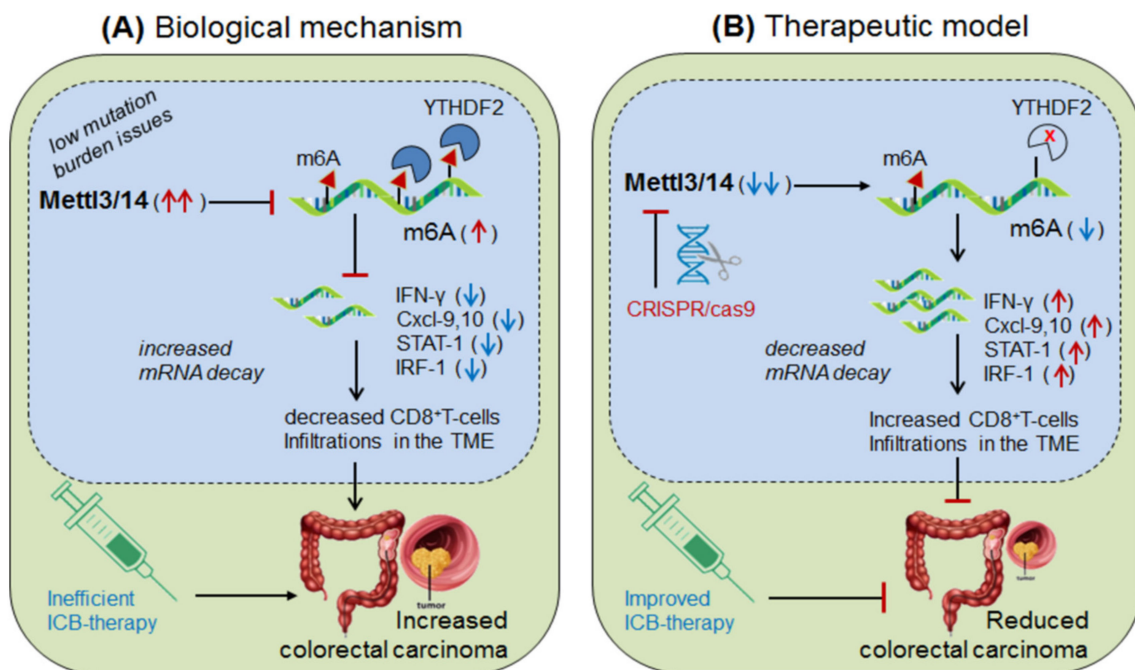 (A) Biological mechanism
low mutation
burden issues
YTHDF2
m6A
Mettl3/14 (↑↑)
m6A (↑)
IFN-γ (↓)
Cxcl-9,10 (↓)
STAT-1 (↓)
IRF-1 (↓)
increased
mRNA decay
decreased CD8⁺T-cells
Infiltrations in the TME
Inefficient
ICB-therapy
tumor
Increased
colorectal carcinoma
(B) Therapeutic model
YTHDF2
X
m6A
Mettl3/14 (↓↓)
m6A (↓)
CRISPR/cas9
IFN-γ (↑)
Cxcl-9,10 (↑)
STAT-1 (↑)
IRF-1 (↑)
decreased
mRNA decay
Increased CD8⁺T-cells
Infiltrations in the TME
Improved
ICB-therapy
tumor
Reduced
colorectal carcinoma